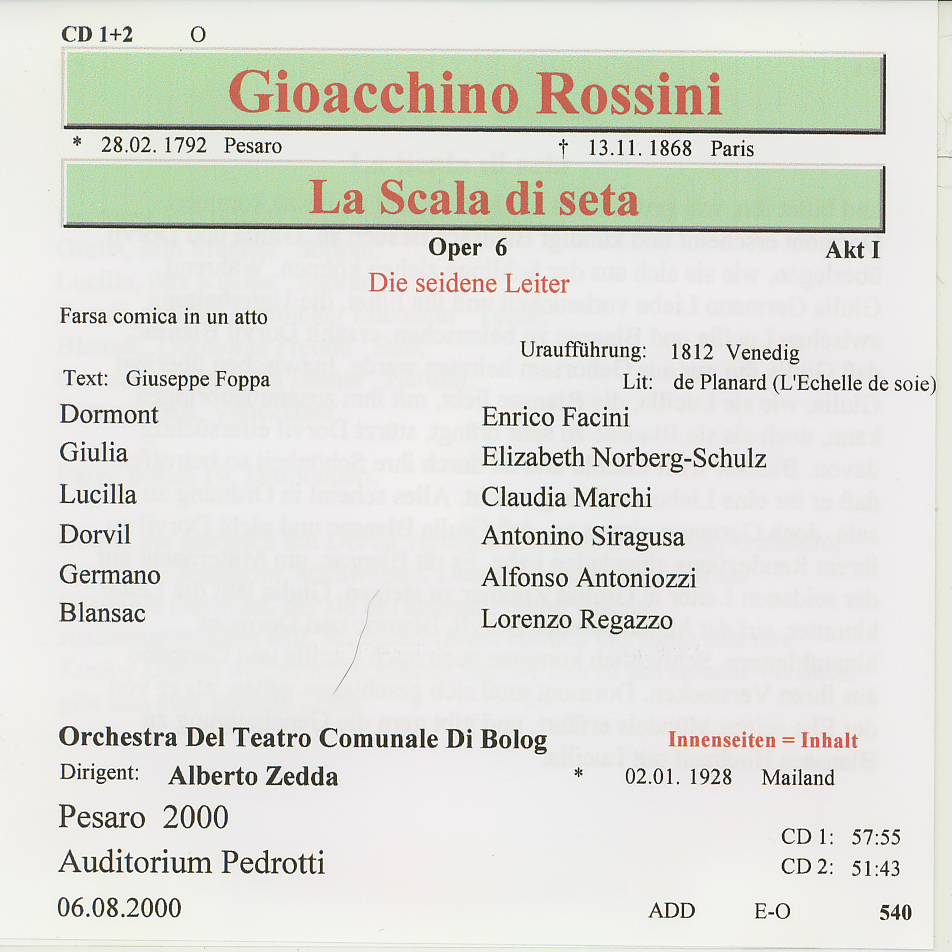 CD 1+2 O
Gioacchino Rossini
* 28.02. 1792 Pesaro † 13.11. 1868 Paris
La Scala di seta
Oper 6 Akt I
Die seidene Leiter
Farsa comica in un atto
Uraufführung: 1812 Venedig
Text: Giuseppe Foppa Lit: de Planard (L'Echelle de soie)
Dormont Enrico Facini
Giulia Elizabeth Norberg-Schulz
Lucilla Claudia Marchi
Dorvil Antonino Siragusa
Germano Alfonso Antoniozzi
Blansac Lorenzo Regazzo
Orchestra Del Teatro Comunale Di Bolog Innenseiten = Inhalt
Dirigent: Alberto Zedda * 02.01. 1928 Mailand
Pesaro 2000
CD 1: 57:55
Auditorium Pedrotti CD 2: 51:43
06.08.2000 ADD E-O 540